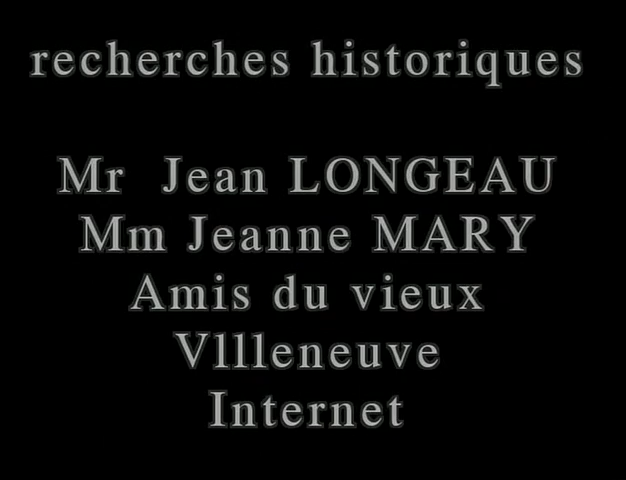 recherches historiques
Mr Jean LONGEAU
Mm Jeanne MARY
Amis du vieux
Vllleneuve
Internet